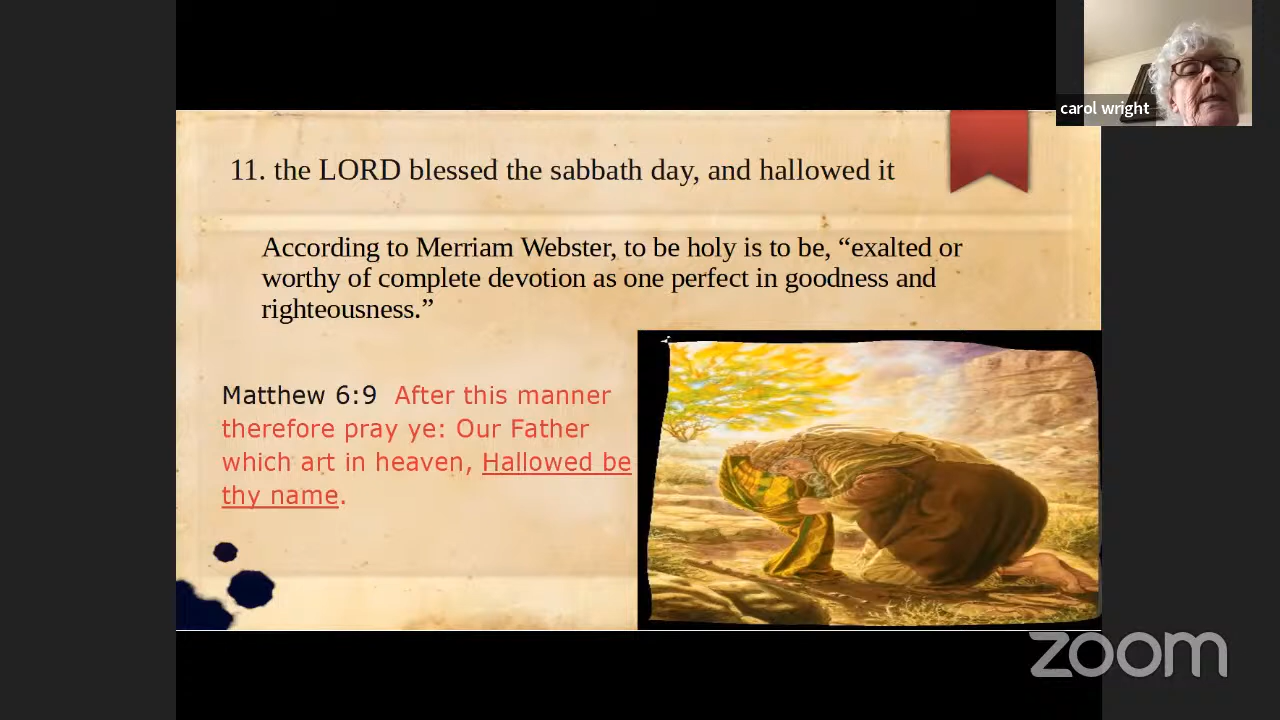 carol wright
11. the LORD blessed the sabbath day, and hallowed it
According to Merriam Webster, to be holy is to be, “exalted or
worthy of complete devotion as one perfect in goodness and
righteousness.”
Matthew 6:9  After this manner
therefore pray ye: Our Father
which art in heaven, Hallowed be
thy name.
zoom